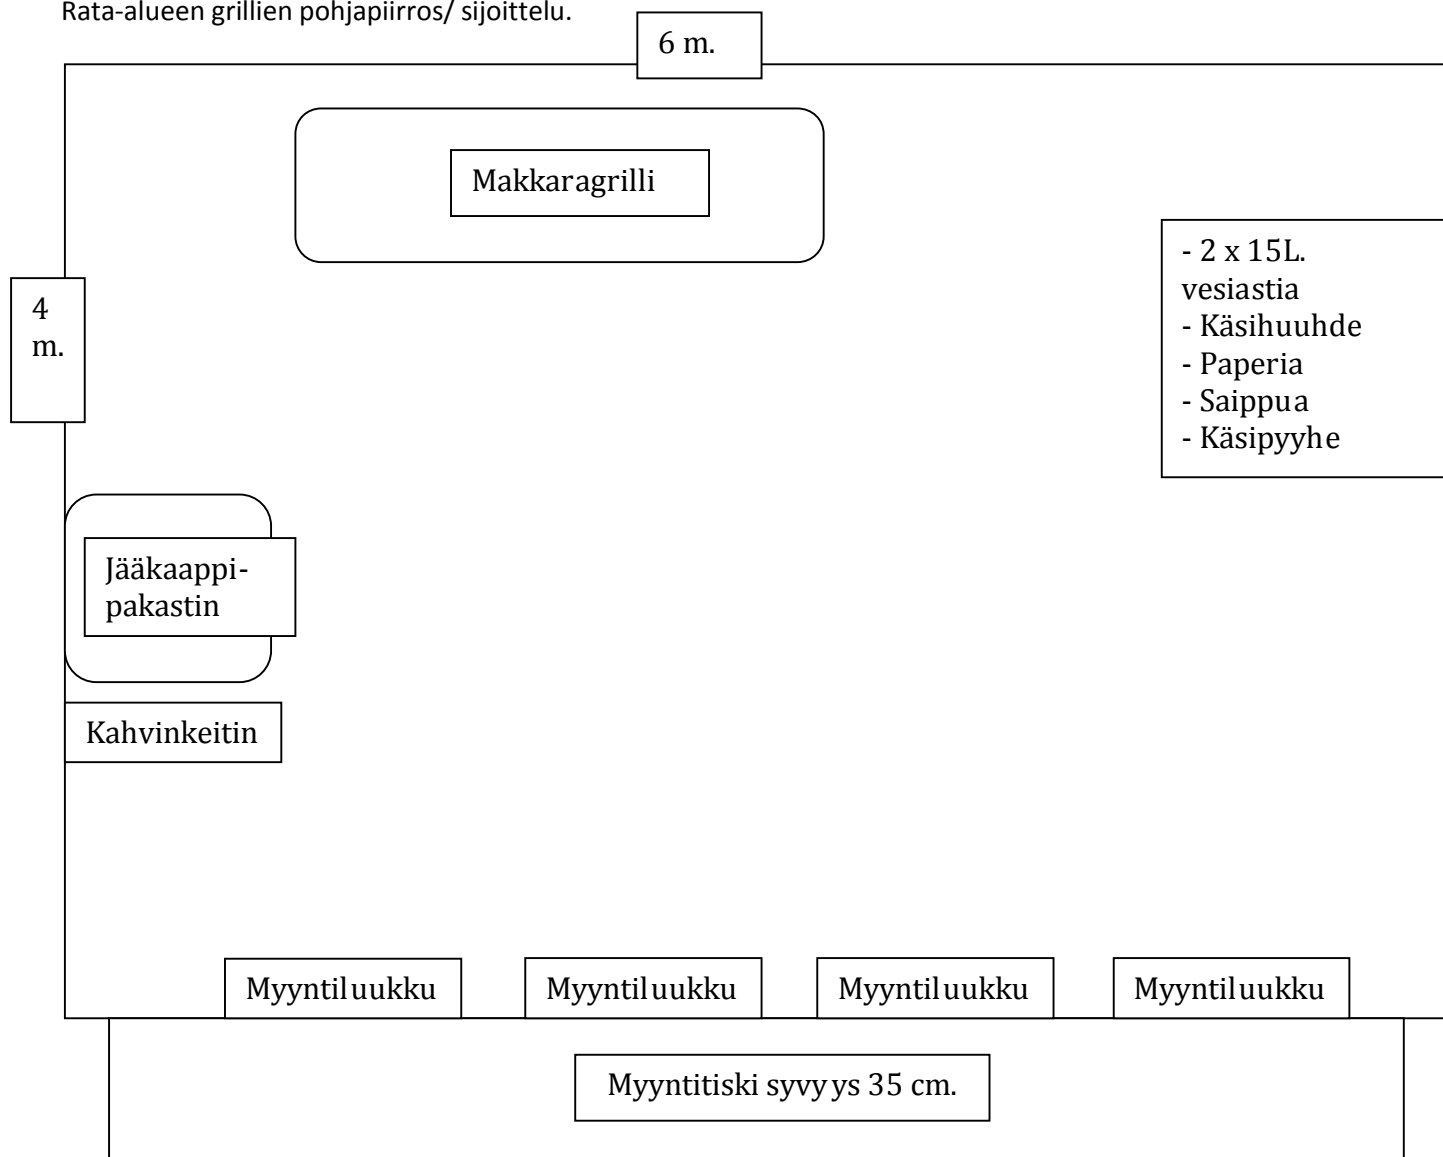 Rata-alueen grillien pohjapiirros/ sijoittelu.
6 m.
Makkaragrilli
- 2 x 15L.
vesiastia
- Käsihuuhde
- Paperia
- Saippua
- Käsipyyhe
4
m.
Jääkaappi-
pakastin
Kahvinkeitin
Myyntiluukku
Myyntiluukku
Myyntiluukku
Myyntiluukku
Myyntitiski syvyys 35 cm.